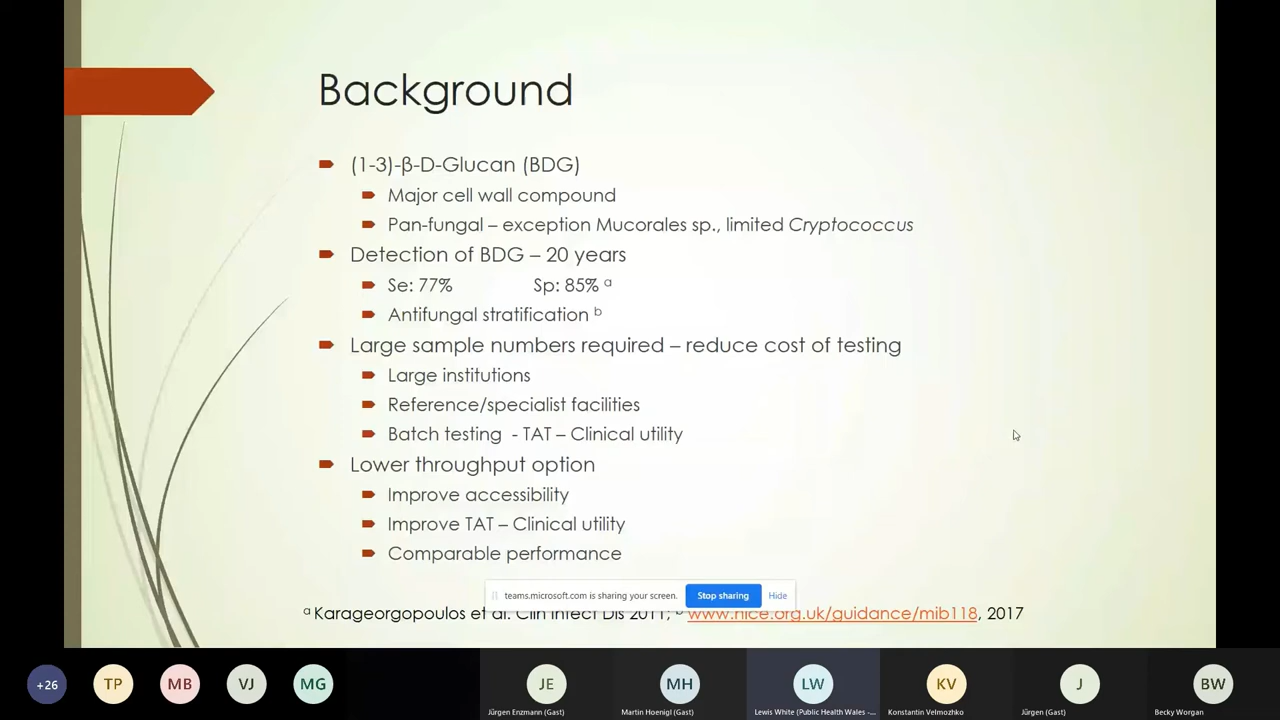 Background
(1-3)-β-D-Glucan (BDG)
Major cell wall compound
Pan-fungal – exception Mucorales sp., limited Cryptococcus
Detection of BDG – 20 years
Se: 77% Sp: 85% a
Antifungal stratification b
Large sample numbers required – reduce cost of testing
Large institutions
Reference/specialist facilities
Batch testing - TAT – Clinical utility
Lower throughput option
Improve accessibility
Improve TAT – Clinical utility
Comparable performance
teams.microsoft.com is sharing your screen. Stop sharing Hide
a Karageorgopoulos et al. Clin Infect Dis 2011; b www.nice.org.uk/guidance/mib118, 2017
+26 TP MB VJ MG JE MH LW KV J BW
Jürgen Enzmann (Gast) Martin Hoenigl (Gast) Lewis White (Public Health Wales -... Konstantin Velmozhko Jürgen (Gast) Becky Worgan